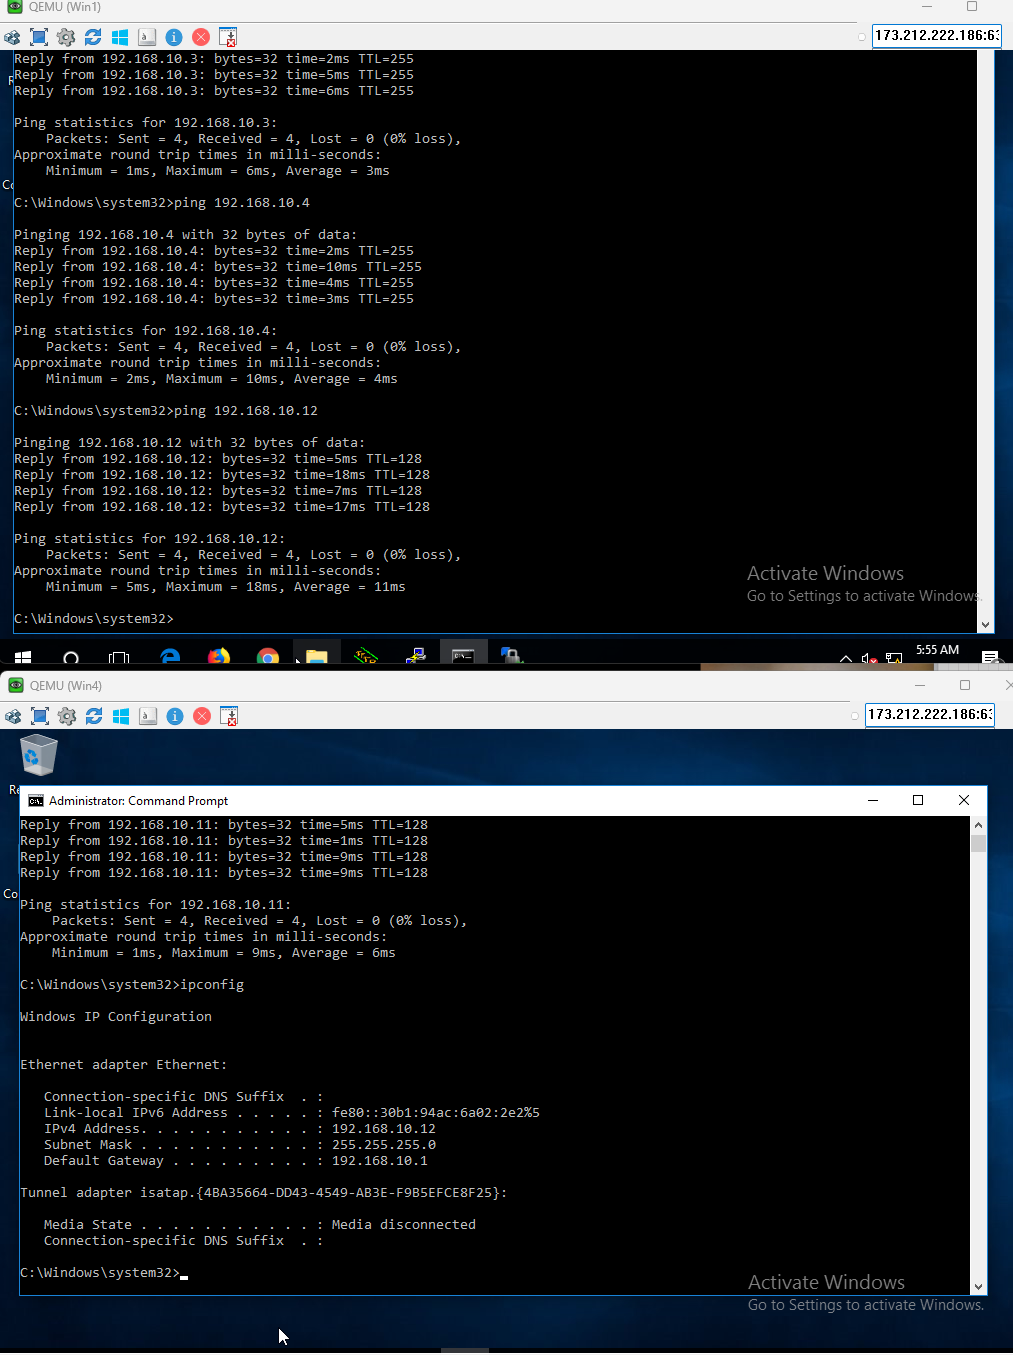 QEMU (Win1)
173.212.222.186:6
Reply from 192.168.10.3: bytes=32 time=2ms TTL=255
Reply from 192.168.10.3: bytes=32 time=5ms TTL=255
Reply from 192.168.10.3: bytes=32 time=6ms TTL=255
Ping statistics for 192.168.10.3:
Packets: Sent = 4, Received = 4, Lost = 0 (0% loss),
Approximate round trip times in milli-seconds:
Minimum = 1ms, Maximum = 6ms, Average = 3ms
C:\Windows\system32>ping 192.168.10.4
Pinging 192.168.10.4 with 32 bytes of data:
Reply from 192.168.10.4: bytes=32 time=2ms TTL=255
Reply from 192.168.10.4: bytes=32 time=10ms TTL=255
Reply from 192.168.10.4: bytes=32 time=4ms TTL=255
Reply from 192.168.10.4: bytes=32 time=3ms TTL=255
Ping statistics for 192.168.10.4:
Packets: Sent = 4, Received = 4, Lost = 0 (0% loss),
Approximate round trip times in milli-seconds:
Minimum = 2ms, Maximum = 10ms, Average = 4ms
C:\Windows\system32>ping 192.168.10.12
Pinging 192.168.10.12 with 32 bytes of data:
Reply from 192.168.10.12: bytes=32 time=5ms TTL=128
Reply from 192.168.10.12: bytes=32 time=18ms TTL=128
Reply from 192.168.10.12: bytes=32 time=7ms TTL=128
Reply from 192.168.10.12: bytes=32 time=17ms TTL=128
Ping statistics for 192.168.10.12:
Packets: Sent = 4, Received = 4, Lost = 0 (0% loss),
Approximate round trip times in milli-seconds:
Minimum = 5ms, Maximum = 18ms, Average = 11ms
C:\Windows\system32>
Activate Windows
Go to Settings to activate Windows.
5:55 AM
QEMU (Win4)
173.212.222.186:6
Administrator: Command Prompt
Reply from 192.168.10.11: bytes=32 time=5ms TTL=128
Reply from 192.168.10.11: bytes=32 time=1ms TTL=128
Reply from 192.168.10.11: bytes=32 time=9ms TTL=128
Reply from 192.168.10.11: bytes=32 time=9ms TTL=128
Ping statistics for 192.168.10.11:
Packets: Sent = 4, Received = 4, Lost = 0 (0% loss),
Approximate round trip times in milli-seconds:
Minimum = 1ms, Maximum = 9ms, Average = 6ms
C:\Windows\system32>ipconfig
Windows IP Configuration
Ethernet adapter Ethernet:
Connection-specific DNS Suffix . :
Link-local IPv6 Address . . . . . : fe80::30b1:94ac:6a02:2e2%5
IPv4 Address. . . . . . . . . . . : 192.168.10.12
Subnet Mask . . . . . . . . . . . : 255.255.255.0
Default Gateway . . . . . . . . . : 192.168.10.1
Tunnel adapter isatap.{4BA35664-DD43-4549-AB3E-F9B5EFCE8F25}:
Media State . . . . . . . . . . . : Media disconnected
Connection-specific DNS Suffix . :
C:\Windows\system32>
Activate Windows
Go to Settings to activate Windows.